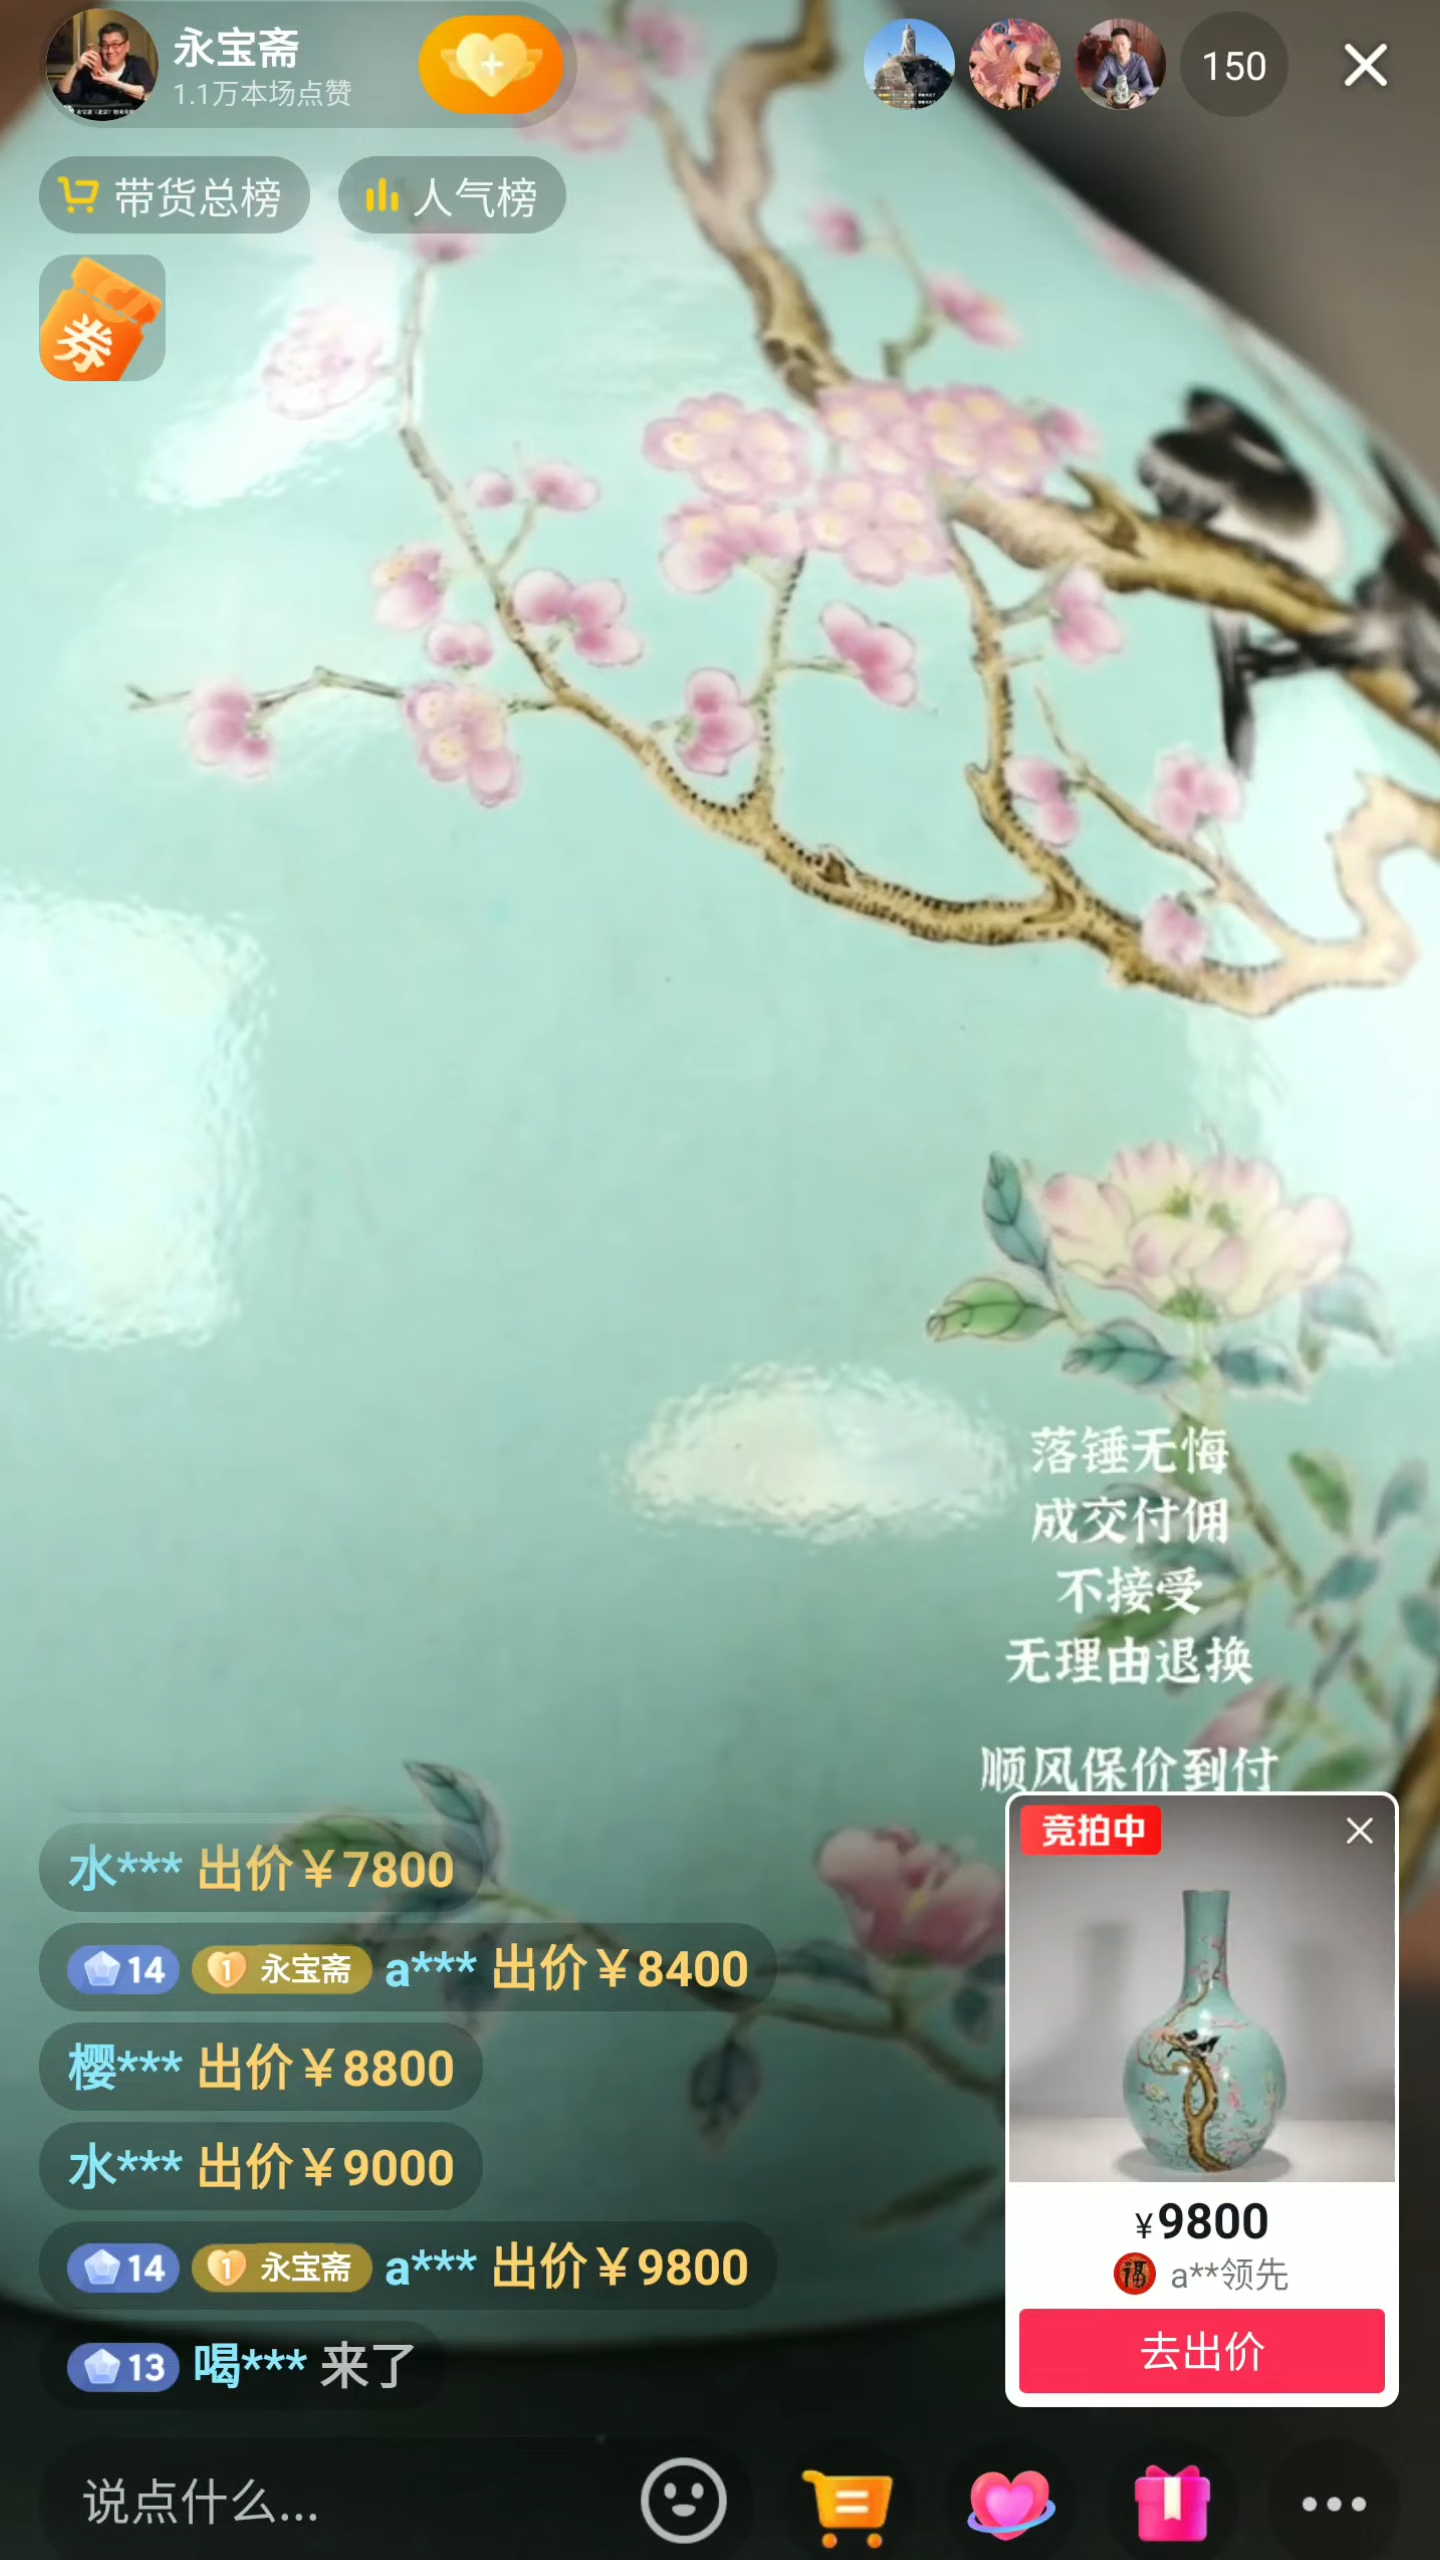 永宝斋
1.1万本场点赞
150
带货总榜
人气榜
券
落锤无悔
成交付佣
不接受
无理由退换
顺风保价到付
水*** 出价￥7800
14 1 永宝斋 a*** 出价￥8400
樱*** 出价￥8800
水*** 出价￥9000
14 1 永宝斋 a*** 出价￥9800
13 喝*** 来了
竞拍中
￥9800
福 a**领先
去出价
说点什么...